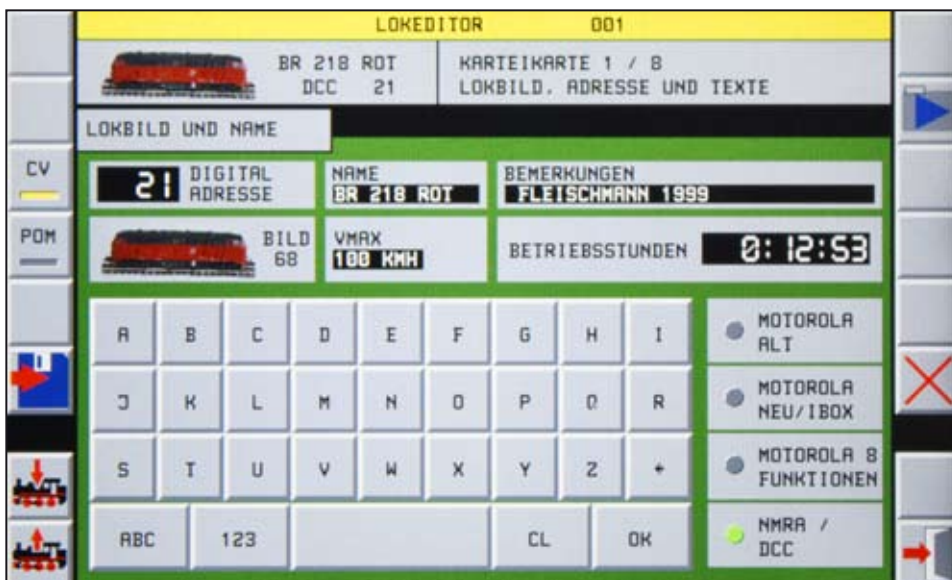 LOKEDITOR 001
BR 218 ROT
DCC 21
KARTEIKARTE 1 / 8
LOKBILD, ADRESSE UND TEXTE
LOKBILD UND NAME
CV
POM
21 DIGITAL ADRESSE
NAME
BR 218 ROT
BEMERKUNGEN
FLEISCHMANN 1999
BILD
68
VMAX
100 KMH
BETRIEBSSTUNDEN 0:12:53
A B C D E F G H I
J K L M N O P Q R
S T U V W X Y Z ←
ABC 123 CL OK
MOTOROLA
ALT
MOTOROLA
NEU/IBOX
MOTOROLA 8
FUNKTIONEN
NMRA /
DCC